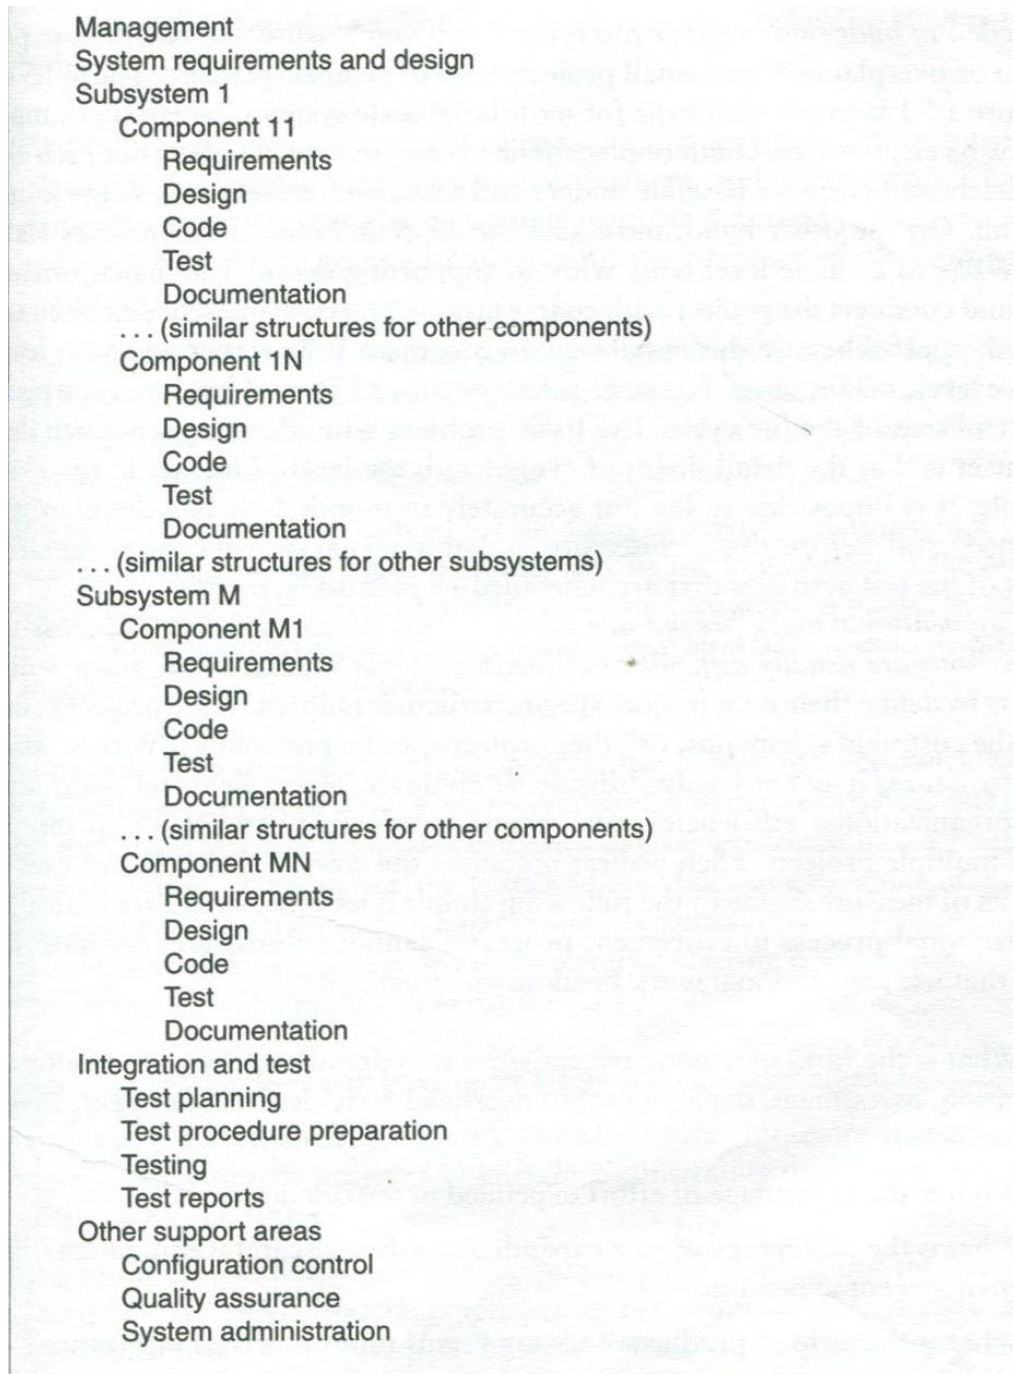 Management
System requirements and design
Subsystem 1
Component 11
Requirements
Design
Code
Test
Documentation
... (similar structures for other components)
Component 1N
Requirements
Design
Code
Test
Documentation
... (similar structures for other subsystems)
Subsystem M
Component M1
Requirements
Design
Code
Test
Documentation
... (similar structures for other components)
Component MN
Requirements
Design
Code
Test
Documentation
Integration and test
Test planning
Test procedure preparation
Testing
Test reports
Other support areas
Configuration control
Quality assurance
System administration